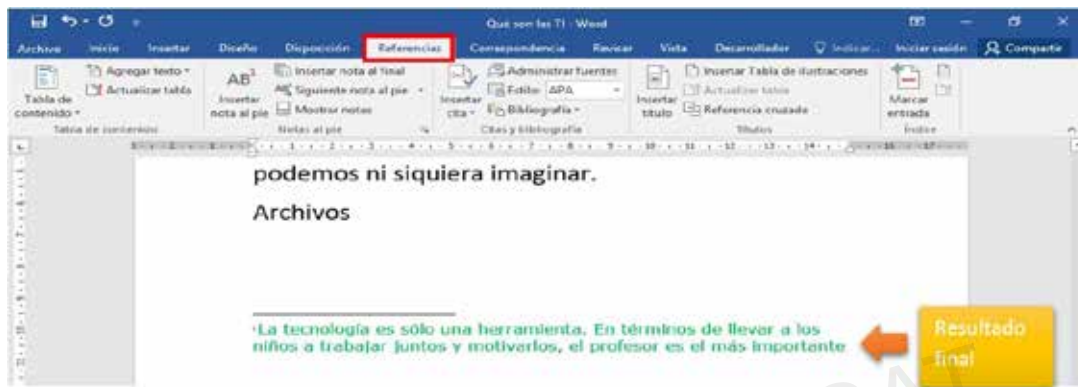 Qué son las TI - Word
Archivo Inicio Insertar Diseño Disposición Referencias Correspondencia Revisar Vista Desarrollador Indicar... Iniciar sesión Compartir
Tabla de contenido
Agregar texto
Actualizar tabla
Tabla de contenido
AB1
Insertar nota al pie
Insertar nota al final
Siguiente nota al pie
Mostrar notas
Notas al pie
Insertar cita
Administrar fuentes
Estilo: APA
Bibliografía
Citas y bibliografía
Insertar título
Insertar Tabla de ilustraciones
Actualizar tabla
Referencia cruzada
Títulos
Marcar entrada
Índice
podemos ni siquiera imaginar.
Archivos
La tecnología es sólo una herramienta. En términos de llevar a los
niños a trabajar juntos y motivarlos, el profesor es el más importante
Resultado
final